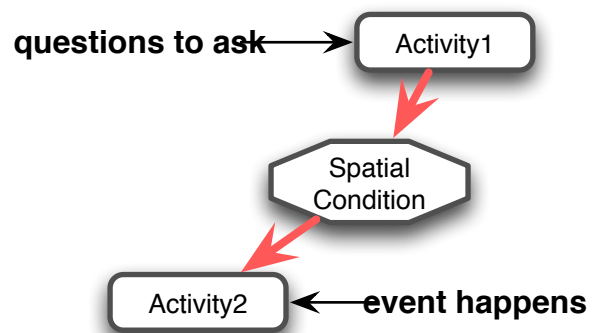 questions to ask
Activity1
Spatial
Condition
Activity2
event happens